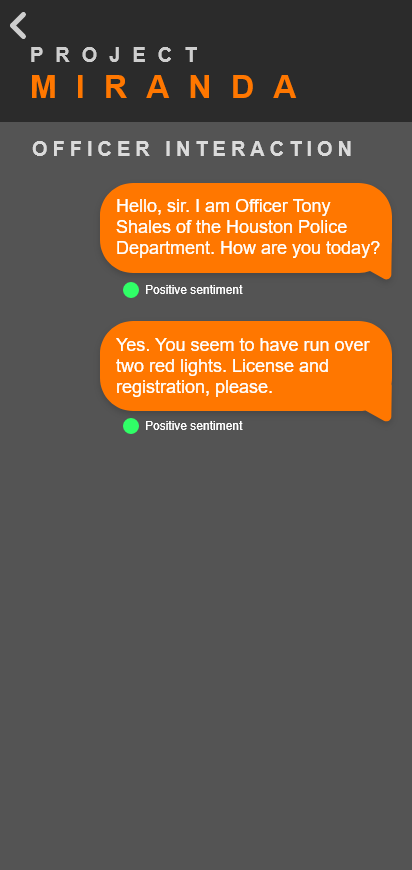 PROJECT
MIRANDA
OFFICER INTERACTION
Hello, sir. I am Officer Tony
Shales of the Houston Police
Department. How are you today?
Positive sentiment
Yes. You seem to have run over
two red lights. License and
registration, please.
Positive sentiment